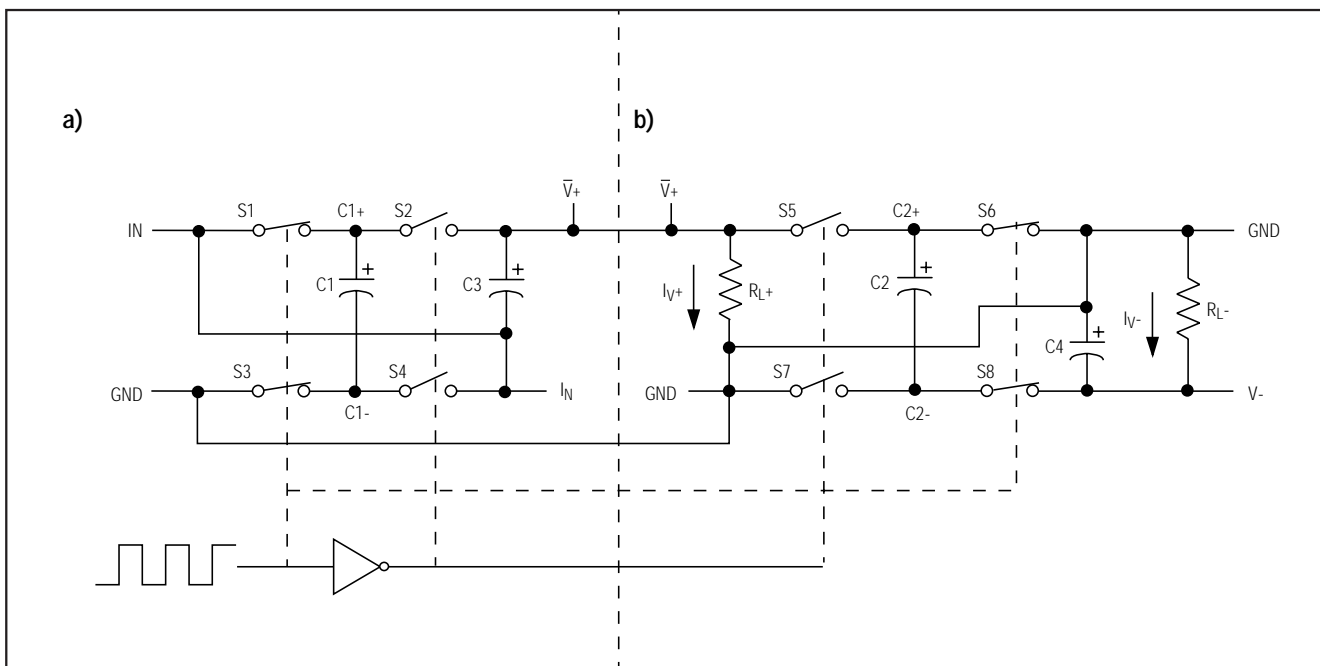 a)
b)
V̅+
V̅+
IN
S1
C1+
S2
S5
C2+
S6
GND
C1
+
C3
+
IV+
RL+
C2
+
IV-
RL-
C4
+
GND
S3
S4
IN
GND
S7
S8
V-
C1-
C2-